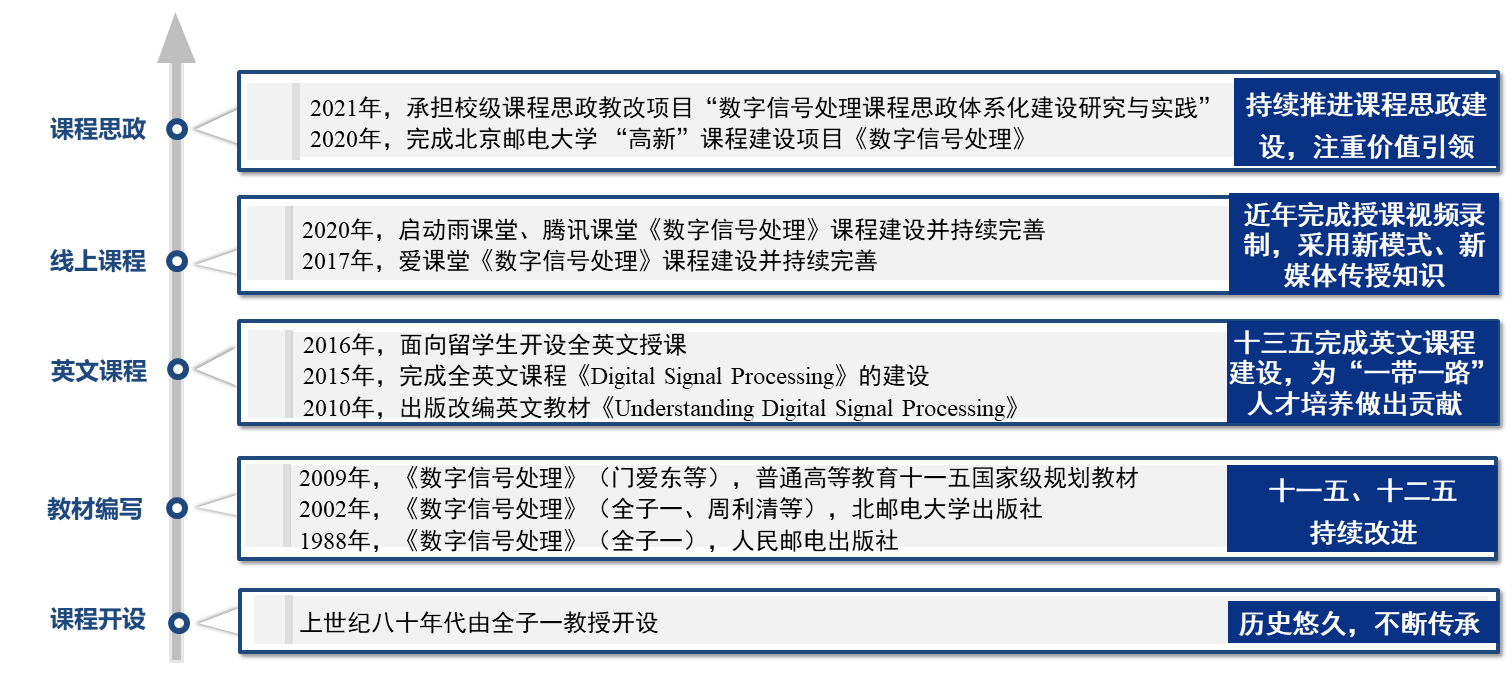 课程思政
2021年，承担校级课程思政教改项目“数字信号处理课程思政体系化建设研究与实践”
2020年，完成北京邮电大学 “高新”课程建设项目《数字信号处理》
持续推进课程思政建
设，注重价值引领
线上课程
2020年，启动雨课堂、腾讯课堂《数字信号处理》课程建设并持续完善
2017年，爱课堂《数字信号处理》课程建设并持续完善
近年完成授课视频录
制，采用新模式、新
媒体传授知识
英文课程
2016年，面向留学生开设全英文授课
2015年，完成全英文课程《Digital Signal Processing》的建设
2010年，出版改编英文教材《Understanding Digital Signal Processing》
十三五完成英文课程
建设，为“一带一路”
人才培养做出贡献
教材编写
2009年，《数字信号处理》（门爱东等），普通高等教育十一五国家级规划教材
2002年，《数字信号处理》（全子一、周利清等），北邮电大学出版社
1988年，《数字信号处理》（全子一），人民邮电出版社
十一五、十二五
持续改进
课程开设
上世纪八十年代由全子一教授开设
历史悠久，不断传承